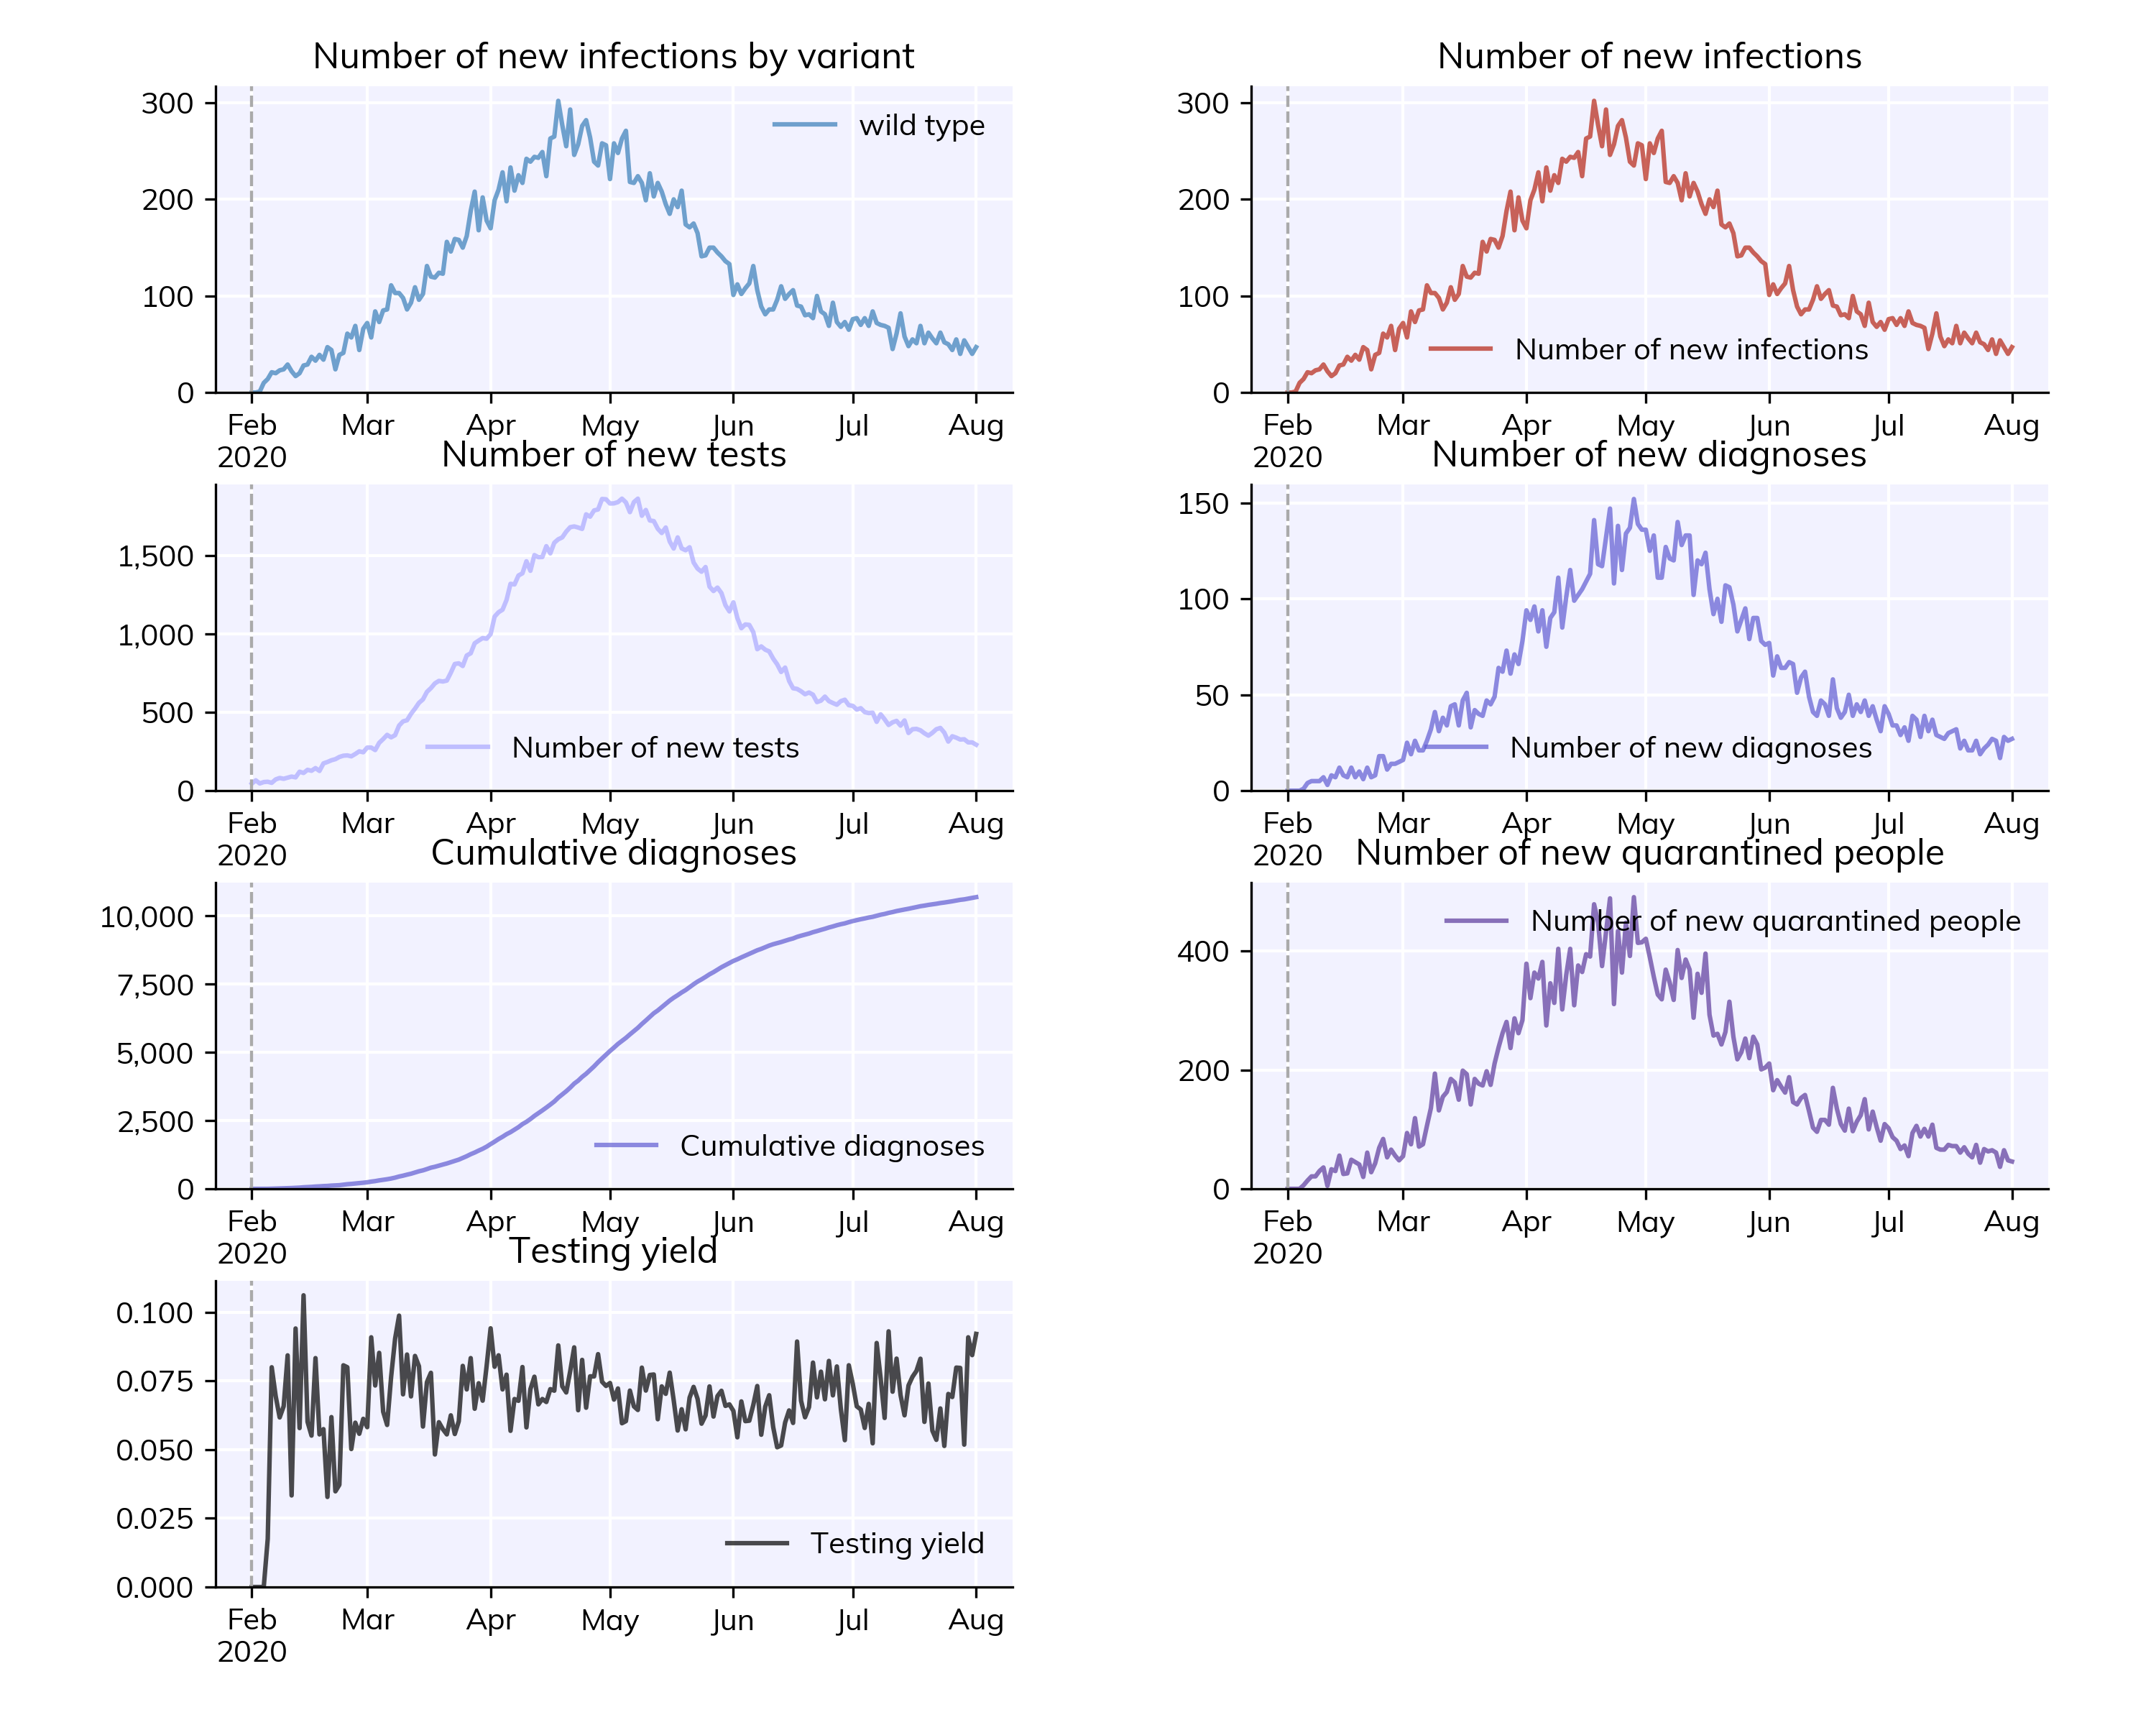 Number of new infections by variant
300
200
100
0
wild type
Feb Mar Apr May Jun Jul Aug
2020
Number of new infections
300
200
100
0
Number of new infections
Feb Mar Apr May Jun Jul Aug
2020
Number of new tests
1,500
1,000
500
0
Number of new tests
Feb Mar Apr May Jun Jul Aug
2020
Number of new diagnoses
150
100
50
0
Number of new diagnoses
Feb Mar Apr May Jun Jul Aug
2020
Cumulative diagnoses
10,000
7,500
5,000
2,500
0
Cumulative diagnoses
Feb Mar Apr May Jun Jul Aug
2020
Number of new quarantined people
400
200
0
Number of new quarantined people
Feb Mar Apr May Jun Jul Aug
2020
Testing yield
0.100
0.075
0.050
0.025
0.000
Testing yield
Feb Mar Apr May Jun Jul Aug
2020